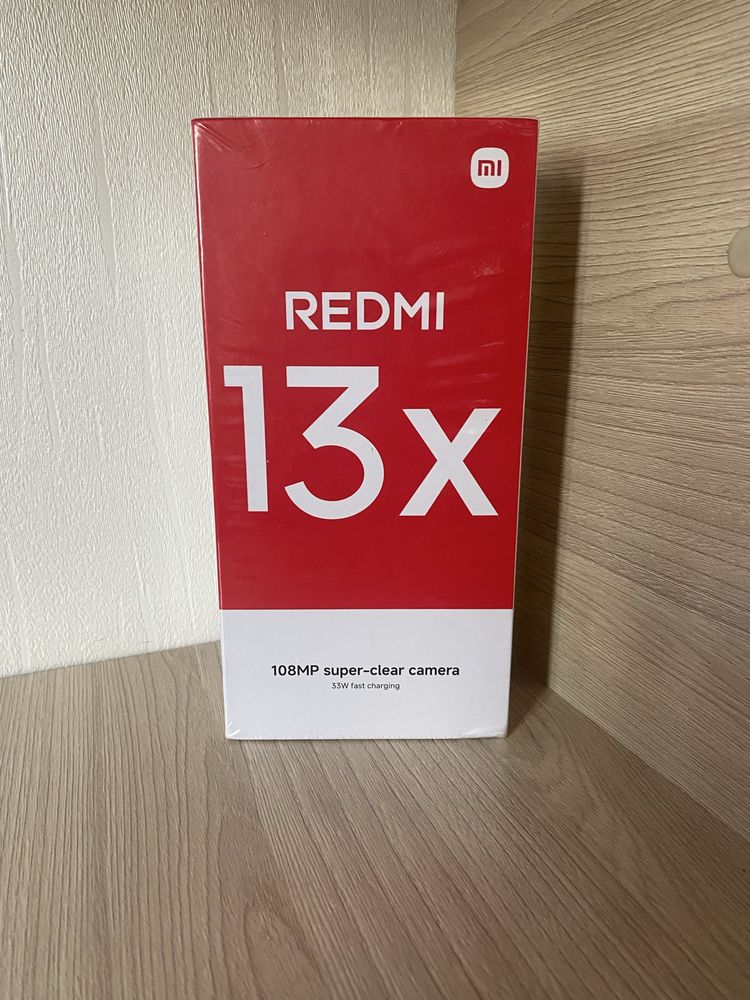 mi
REDMI
13x
108MP super-clear camera
33W fast charging